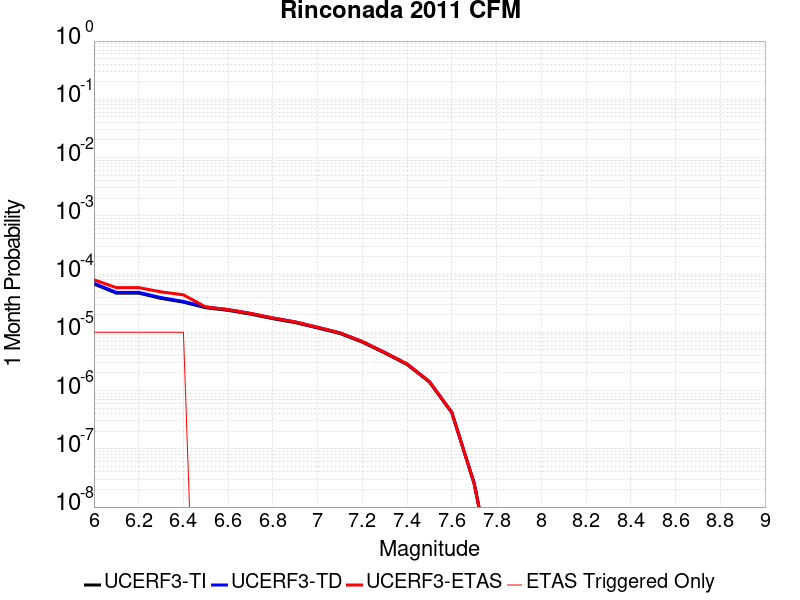 Rinconada 2011 CFM
10^0
10^-1
10^-2
10^-3
10^-4
10^-5
10^-6
10^-7
10^-8
1 Month Probability
6 6.2 6.4 6.6 6.8 7 7.2 7.4 7.6 7.8 8 8.2 8.4 8.6 8.8 9
Magnitude
UCERF3-TI UCERF3-TD UCERF3-ETAS ETAS Triggered Only